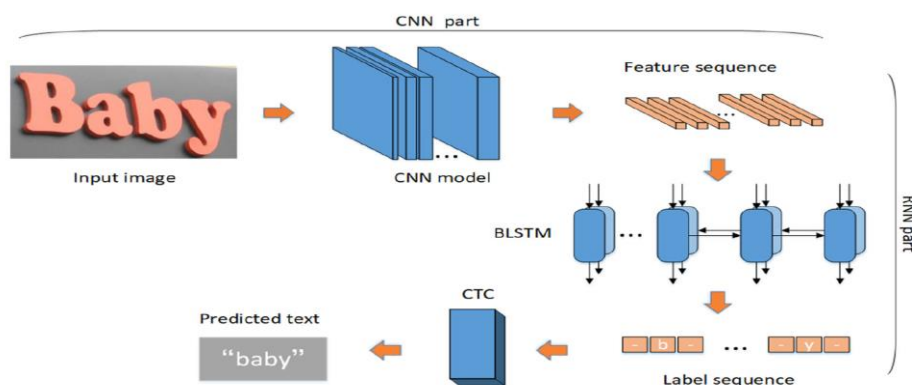 CNN part
Baby
Input image
CNN model
Feature sequence
RNN part
BLSTM
- b - ... - y -
Label sequence
CTC
Predicted text
“baby”